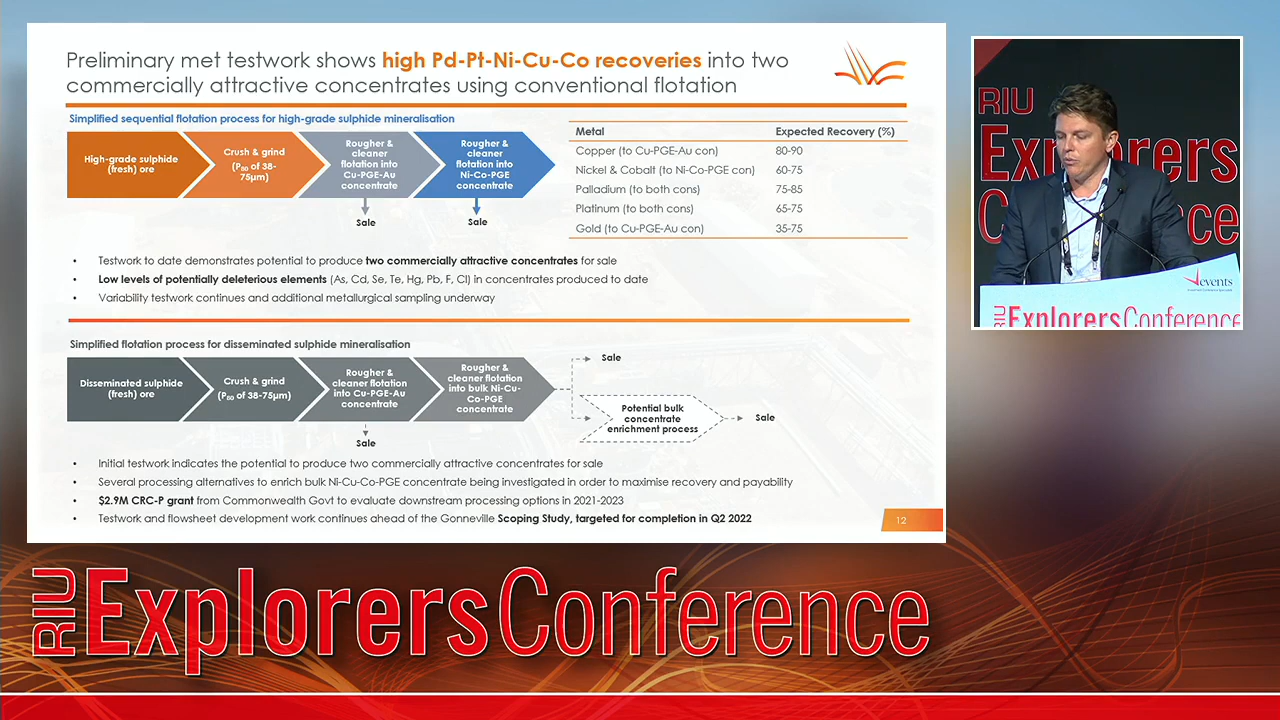 Preliminary met testwork shows high Pd-Pt-Ni-Cu-Co recoveries into two
commercially attractive concentrates using conventional flotation
Simplified sequential flotation process for high-grade sulphide mineralisation
High-grade sulphide
(fresh) ore
Crush & grind
(P₈₀ of 38-
75µm)
Rougher &
cleaner
flotation into
Cu-PGE-Au
concentrate
Rougher &
cleaner
flotation into
Ni-Co-PGE
concentrate
Sale
Sale
Metal Expected Recovery (%)
Copper (to Cu-PGE-Au con) 80-90
Nickel & Cobalt (to Ni-Co-PGE con) 60-75
Palladium (to both cons) 75-85
Platinum (to both cons) 65-75
Gold (to Cu-PGE-Au con) 35-75
• Testwork to date demonstrates potential to produce two commercially attractive concentrates for sale
• Low levels of potentially deleterious elements (As, Cd, Se, Te, Hg, Pb, F, Cl) in concentrates produced to date
• Variability testwork continues and additional metallurgical sampling underway
Simplified flotation process for disseminated sulphide mineralisation
Disseminated sulphide
(fresh) ore
Crush & grind
(P₈₀ of 38-75µm)
Rougher &
cleaner flotation
into Cu-PGE-Au
concentrate
Rougher &
cleaner flotation
into bulk Ni-Cu-
Co-PGE
concentrate
Sale
Sale
Potential bulk
concentrate
enrichment process
Sale
• Initial testwork indicates the potential to produce two commercially attractive concentrates for sale
• Several processing alternatives to enrich bulk Ni-Cu-Co-PGE concentrate being investigated in order to maximise recovery and payability
• $2.9M CRC-P grant from Commonwealth Govt to evaluate downstream processing options in 2021-2023
• Testwork and flowsheet development work continues ahead of the Gonneville Scoping Study, targeted for completion in Q2 2022
12
RIU
Explorers
Conference
events
RIU ExplorersConference
RIU ExplorersConference